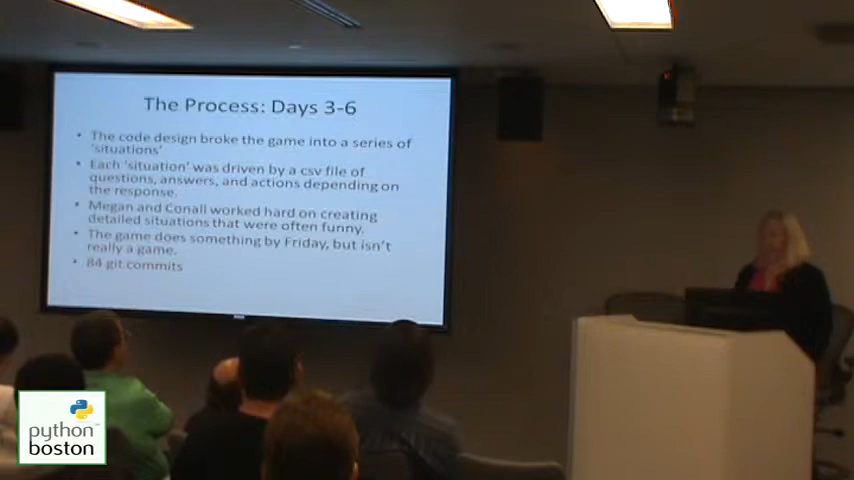 The Process: Days 3-6
• The code design broke the game into a series of
'situations'
• Each 'situation' was driven by a csv file of
questions, answers, and actions depending on
the response.
• Megan and Conall worked hard on creating
detailed situations that were often funny.
• The game does something by Friday, but isn't
really a game.
• 84 git commits
python™
boston